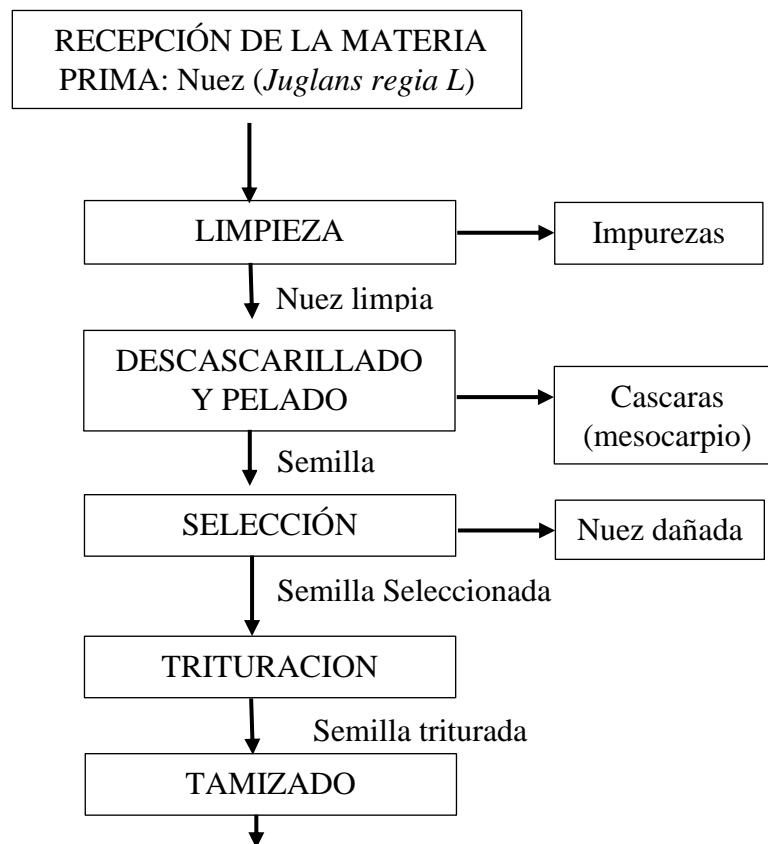 RECEPCIÓN DE LA MATERIA
PRIMA: Nuez (Juglans regia L)
LIMPIEZA
Impurezas
Nuez limpia
DESCASCARILLADO
Y PELADO
Cascaras
(mesocarpio)
Semilla
SELECCIÓN
Nuez dañada
Semilla Seleccionada
TRITURACION
Semilla triturada
TAMIZADO